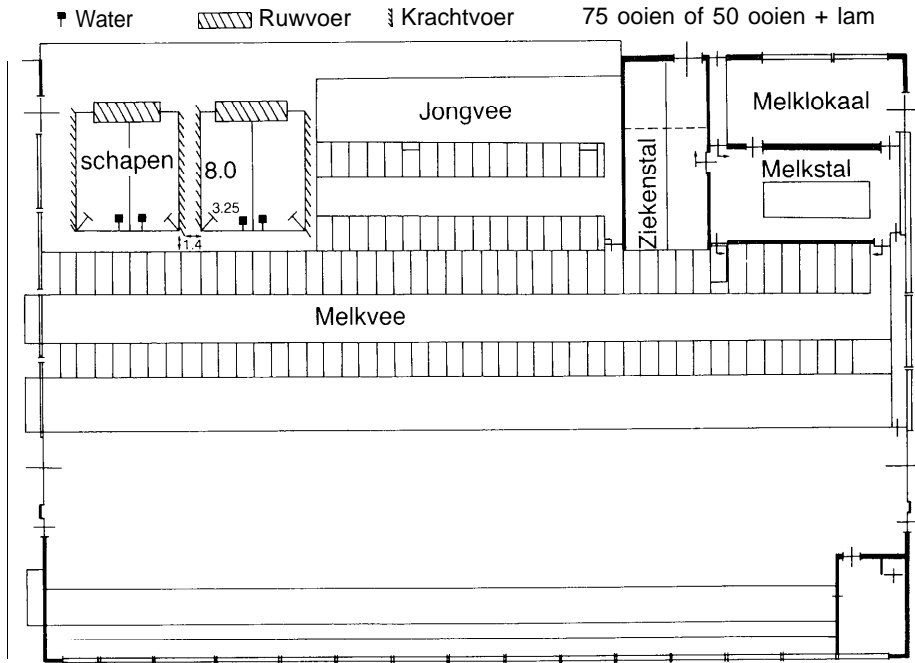 Water Ruwvoer Krachtvoer 75 ooien of 50 ooien + lam
Jongvee
Melklokaal
schapen
8.0
Ziekenstal
Melkstal
3.25
1.4
Melkvee